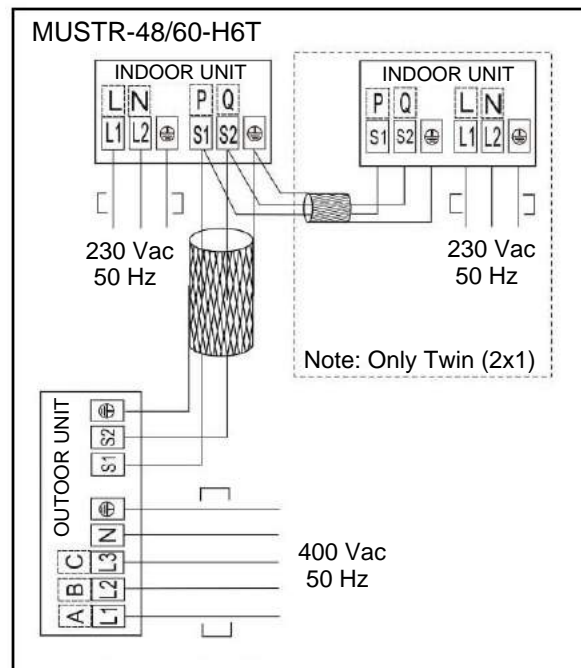 MUSTR-48/60-H6T
INDOOR UNIT
L N P Q
L1 L2 S1 S2
INDOOR UNIT
P Q L N
S1 S2 L1 L2
230 Vac
50 Hz
230 Vac
50 Hz
Note: Only Twin (2x1)
OUTOOR UNIT
S2
S1
N
C L3
B L2
A L1
400 Vac
50 Hz